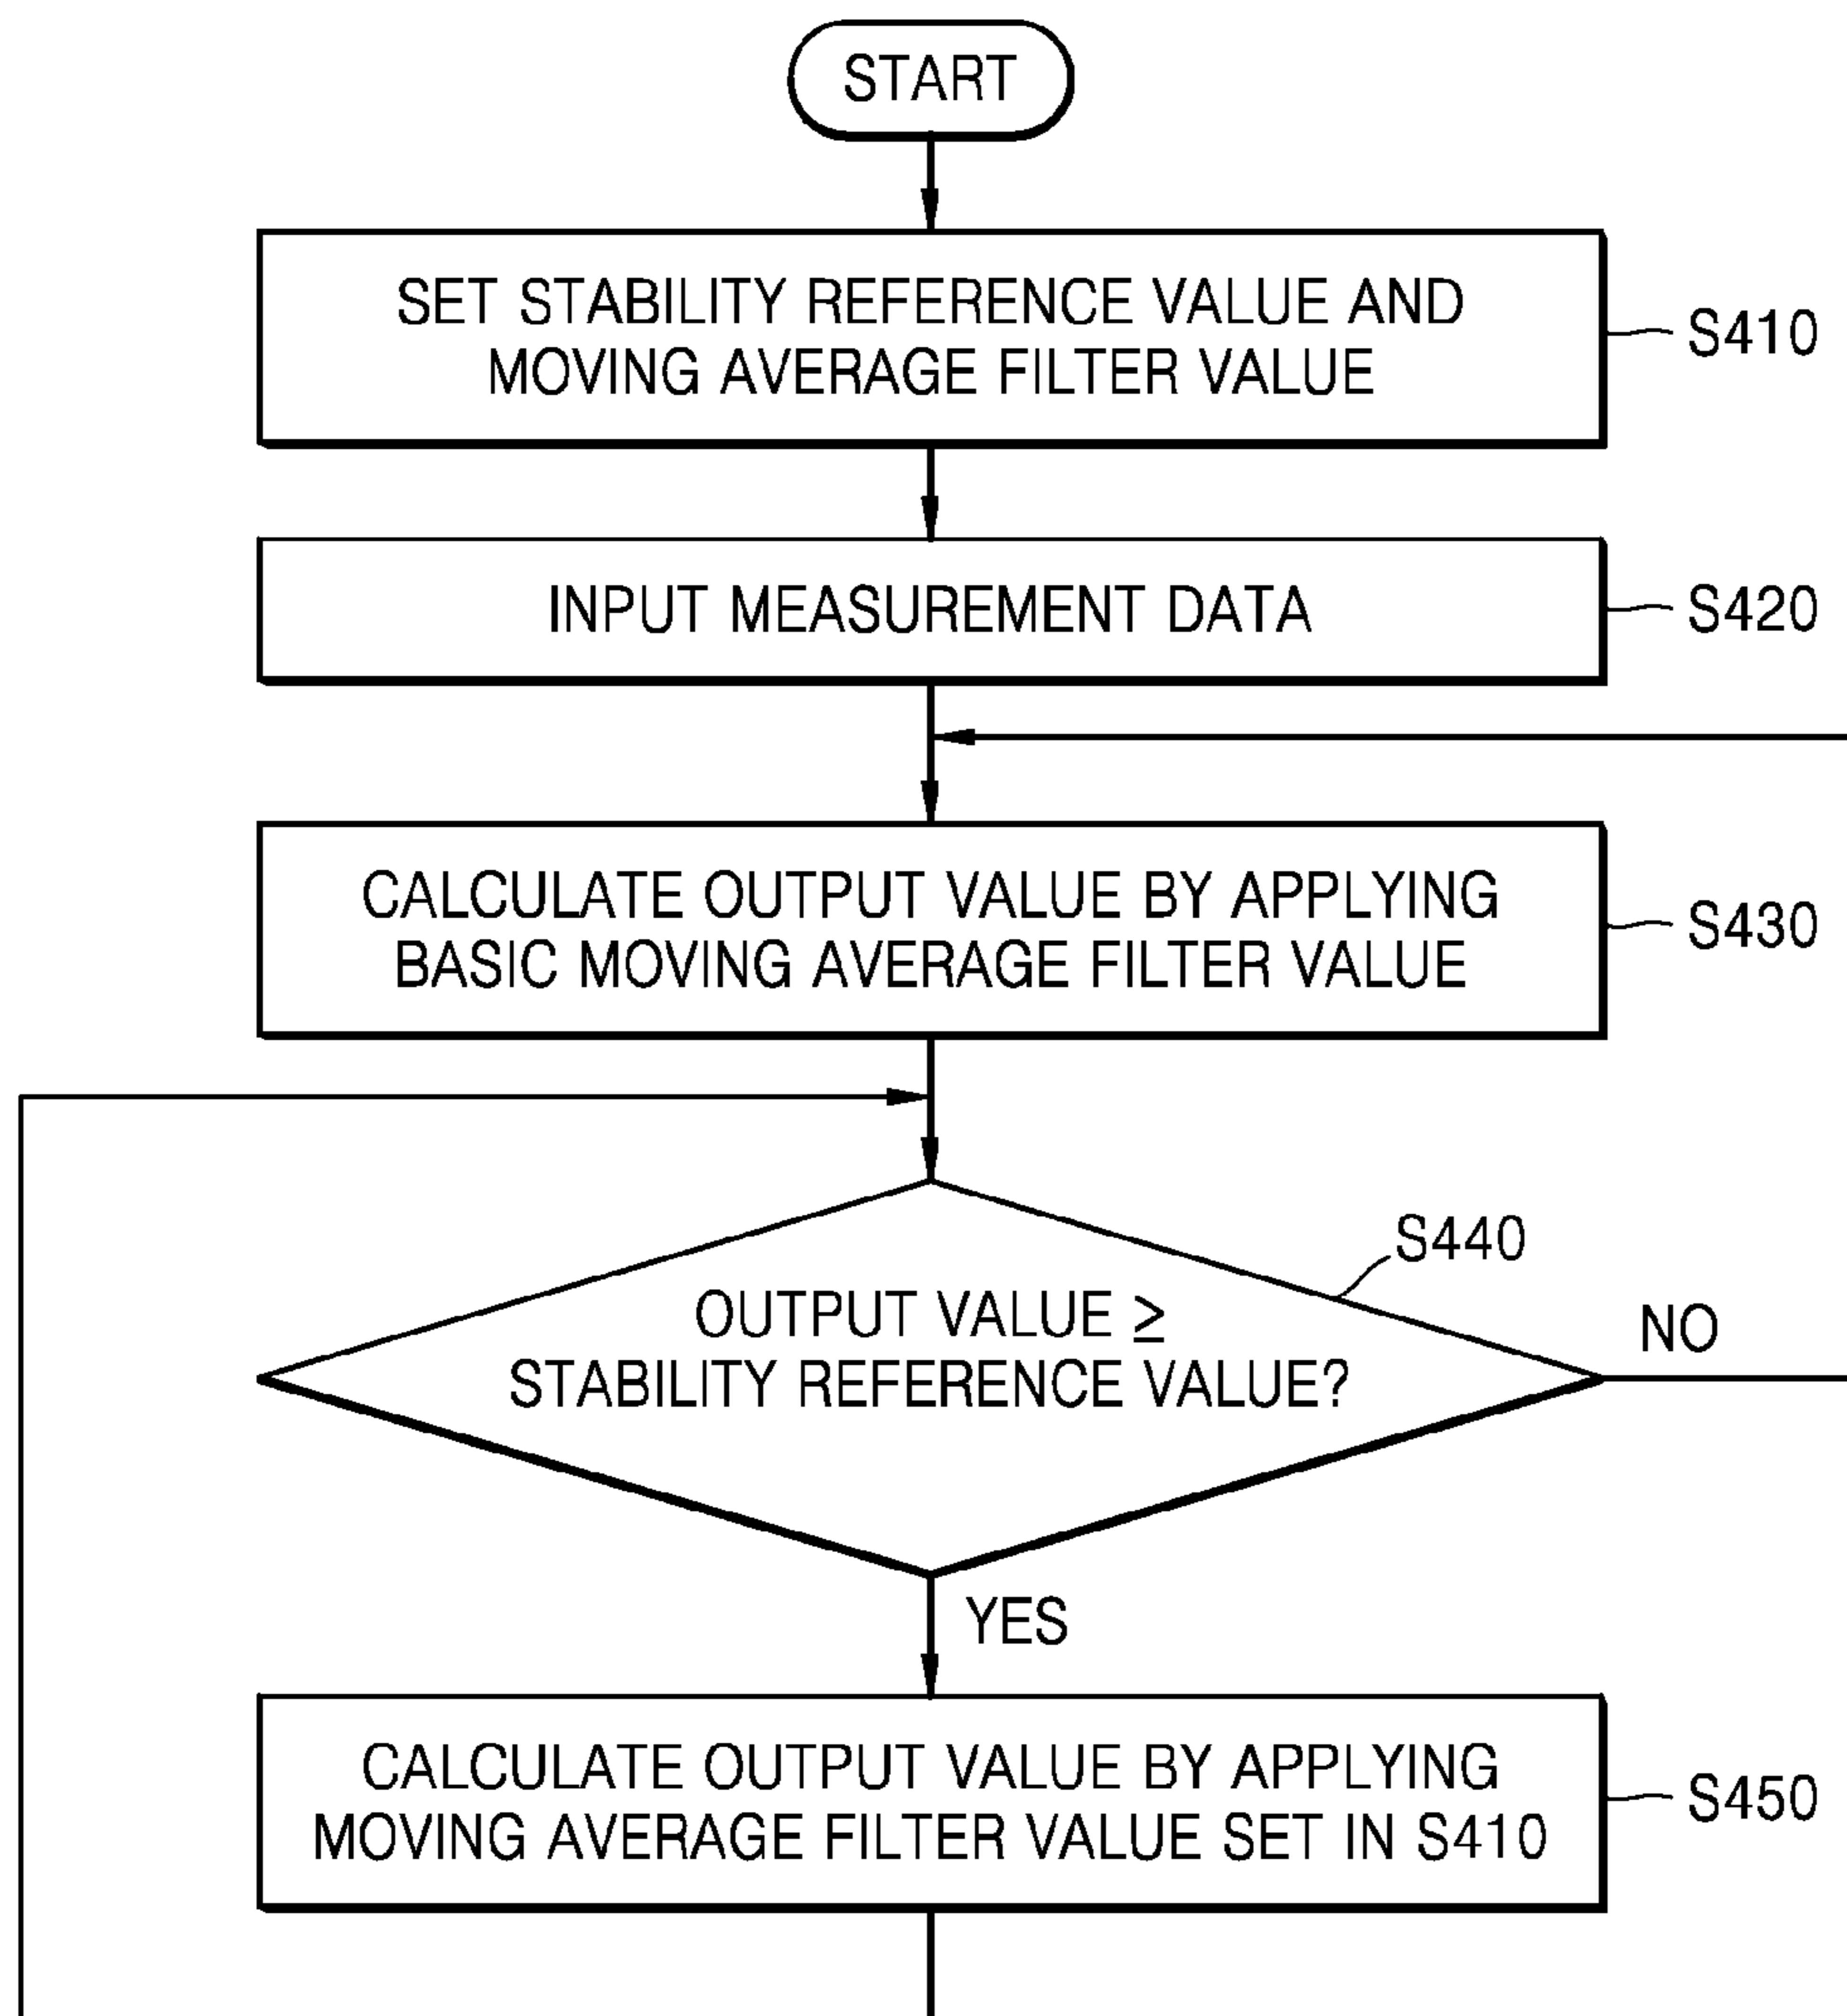 START
SET STABILITY REFERENCE VALUE AND
MOVING AVERAGE FILTER VALUE
S410
INPUT MEASUREMENT DATA
S420
CALCULATE OUTPUT VALUE BY APPLYING
BASIC MOVING AVERAGE FILTER VALUE
S430
S440
OUTPUT VALUE ≥
STABILITY REFERENCE VALUE?
NO
YES
CALCULATE OUTPUT VALUE BY APPLYING
MOVING AVERAGE FILTER VALUE SET IN S410
S450